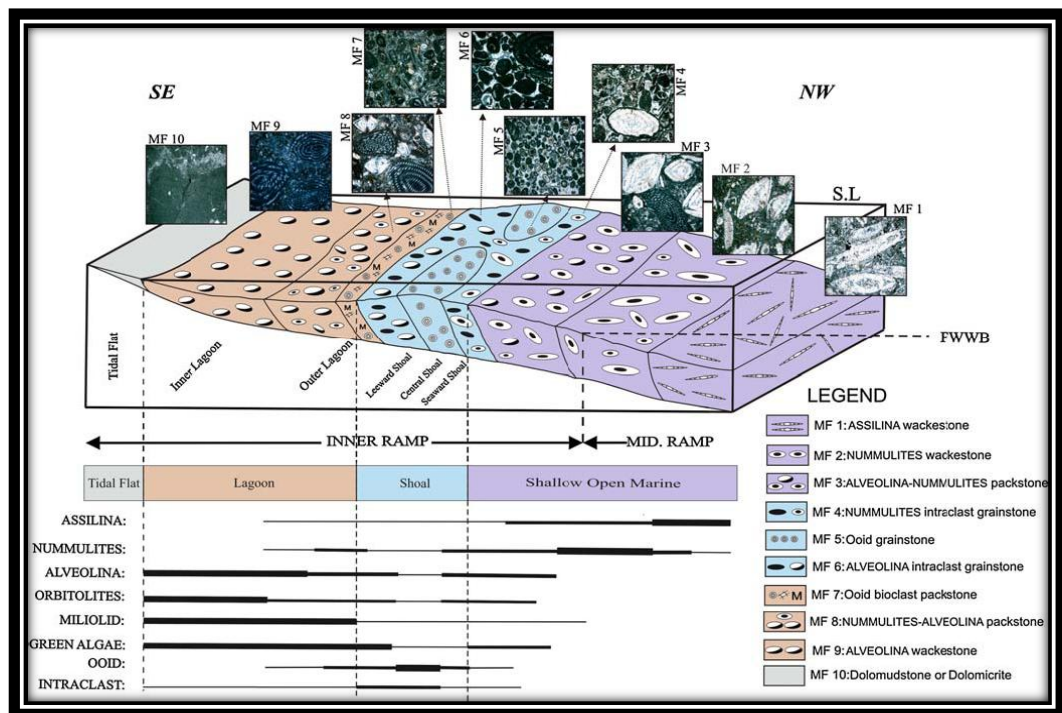 SE
NW
MF 10
MF 9
MF 8
MF 7
MF 6
MF 5
MF 4
MF 3
MF 2
MF 1
S.L
FWWB
Tidal Flat
Inner Lagoon
Outer Lagoon
Leeward Shoal
Central Shoal
Seaward Shoal
M
M
M
M
M
INNER RAMP
MID. RAMP
Tidal Flat
Lagoon
Shoal
Shallow Open Marine
ASSILINA:
NUMMULITES:
ALVEOLINA:
ORBITOLITES:
MILIOLID:
GREEN ALGAE:
OOID:
INTRACLAST:
LEGEND
MF 1:ASSILINA wackestone
MF 2:NUMMULITES wackestone
MF 3:ALVEOLINA-NUMMULITES packstone
MF 4:NUMMULITES intraclast grainstone
MF 5:Ooid grainstone
MF 6:ALVEOLINA intraclast grainstone
M MF 7:Ooid bioclast packstone
MF 8:NUMMULITES-ALVEOLINA packstone
MF 9:ALVEOLINA wackestone
MF 10:Dolomudstone or Dolomicrite